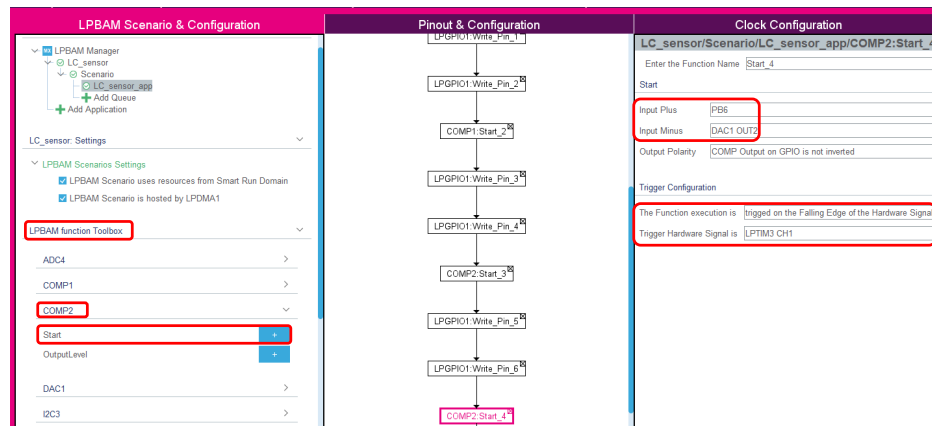 LPBAM Scenario & Configuration
Pinout & Configuration
Clock Configuration
LPBAM Manager
LC_sensor
Scenario
LC_sensor_app
Add Queue
Add Application
LC_sensor: Settings
LPBAM Scenarios Settings
LPBAM Scenario uses resources from Smart Run Domain
LPBAM Scenario is hosted by LPDMA1
LPBAM function Toolbox
ADC4
COMP1
COMP2
Start +
OutputLevel +
DAC1
I2C3
LPGPIO1:Write_Pin_1
LPGPIO1:Write_Pin_2
COMP1:Start_2
LPGPIO1:Write_Pin_3
LPGPIO1:Write_Pin_4
COMP2:Start_3
LPGPIO1:Write_Pin_5
LPGPIO1:Write_Pin_6
COMP2:Start_4
LC_sensor/Scenario/LC_sensor_app/COMP2:Start_4
Enter the Function Name Start_4
Start
Input Plus PB6
Input Minus DAC1 OUT2
Output Polarity COMP Output on GPIO is not inverted
Trigger Configuration
The Function execution is trigged on the Falling Edge of the Hardware Signal
Trigger Hardware Signal is LPTIM3 CH1